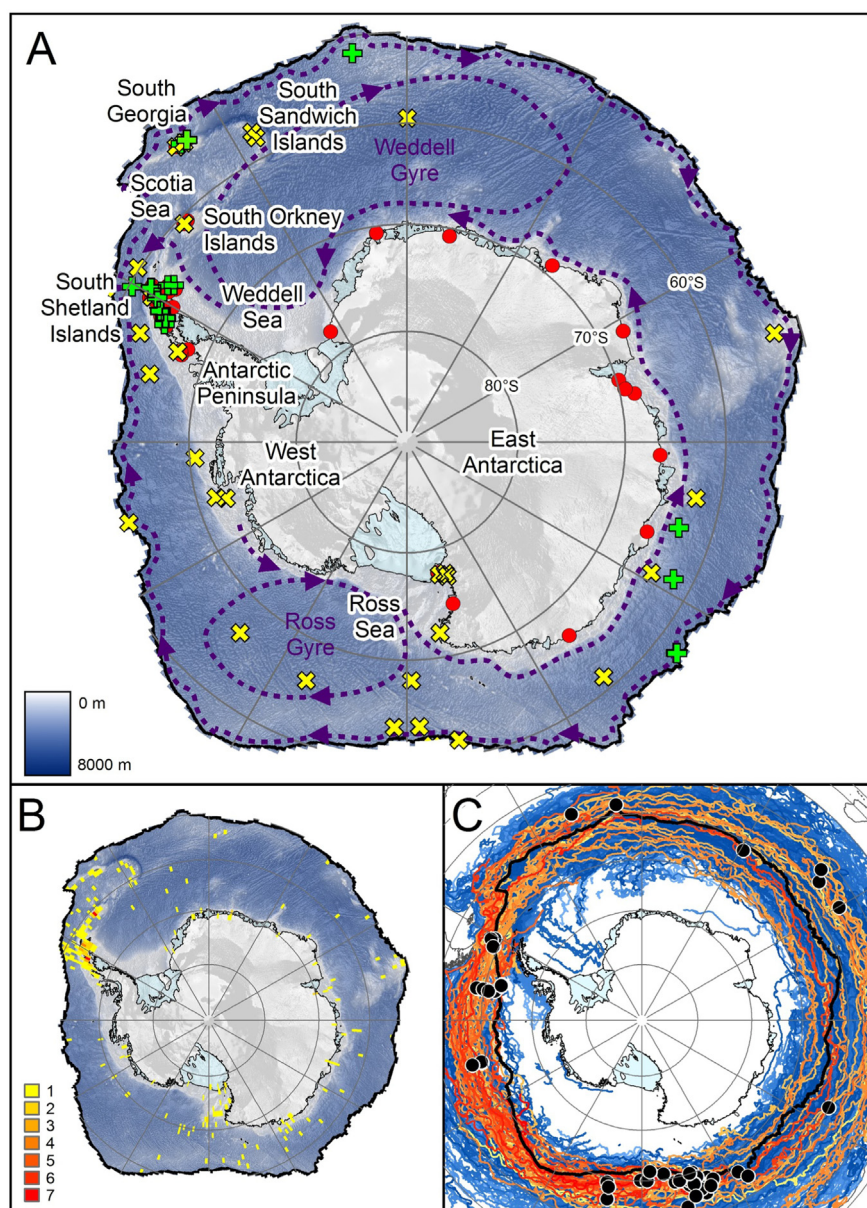 A
South
Georgia
South
Sandwich
Islands
Weddell
Gyre
Scotia
Sea
South Orkney
Islands
South
Shetland
Islands
Weddell
Sea
60°S
70°S
80°S
Antarctic
Peninsula
West
Antarctica
East
Antarctica
Ross
Sea
Ross
Gyre
0 m
8000 m
B
1
2
3
4
5
6
7
C